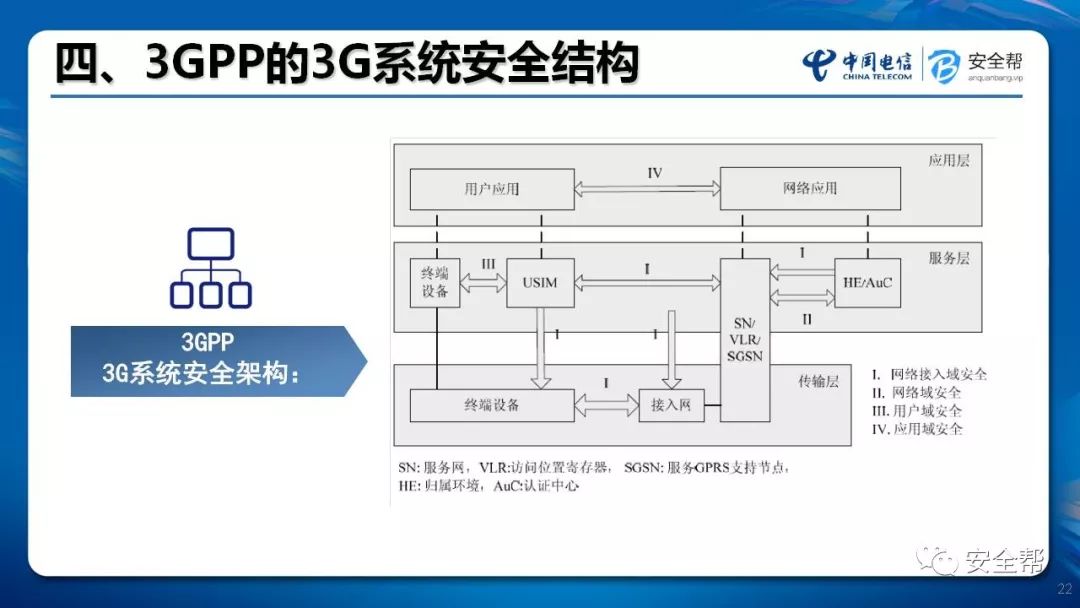 四、3GPP的3G系统安全结构
中国电信
CHINA TELECOM
安全帮
anquanbang.vip
3GPP
3G系统安全架构：
应用层
用户应用
IV
网络应用
服务层
终端
设备
III
USIM
I
SN/
VLR/
SGSN
I
II
HE/AuC
I
I
传输层
终端设备
I
接入网
I. 网络接入域安全
II. 网络域安全
III. 用户域安全
IV. 应用域安全
SN: 服务网，VLR:访问位置寄存器， SGSN: 服务GPRS支持节点，
HE: 归属环境，AuC:认证中心
安全帮
22